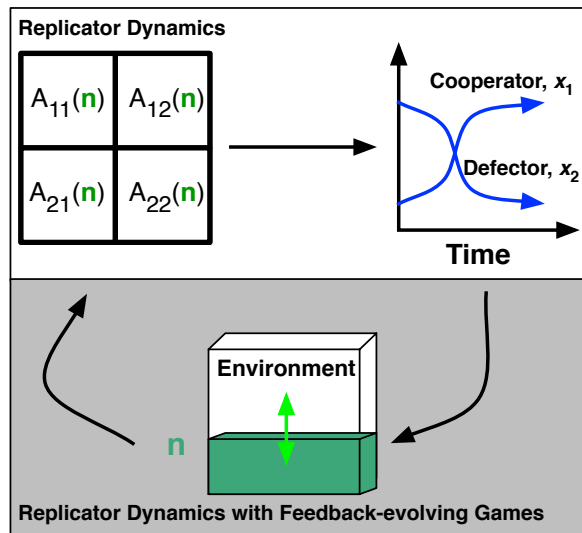 Replicator Dynamics
A₁₁(n) A₁₂(n)
A₂₁(n) A₂₂(n)
Cooperator, x₁
Defector, x₂
Time
Environment
n
Replicator Dynamics with Feedback-evolving Games